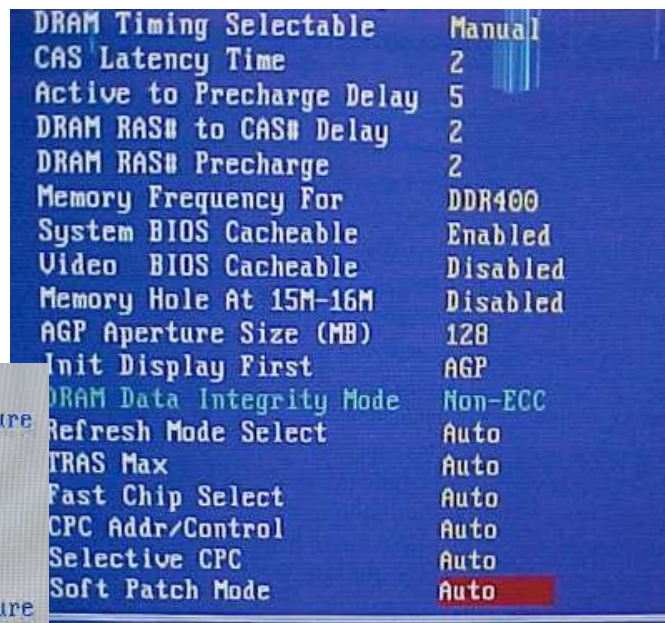 DRAM Timing Selectable Manual
CAS Latency Time 2
Active to Precharge Delay 5
DRAM RAS# to CAS# Delay 2
DRAM RAS# Precharge 2
Memory Frequency For DDR400
System BIOS Cacheable Enabled
Video BIOS Cacheable Disabled
Memory Hole At 15M-16M Disabled
AGP Aperture Size (MB) 128
Init Display First AGP
DRAM Data Integrity Mode Non-ECC
Refresh Mode Select Auto
TRAS Max Auto
Fast Chip Select Auto
CPC Addr/Control Auto
Selective CPC Auto
Soft Patch Mode Auto
ure
ure